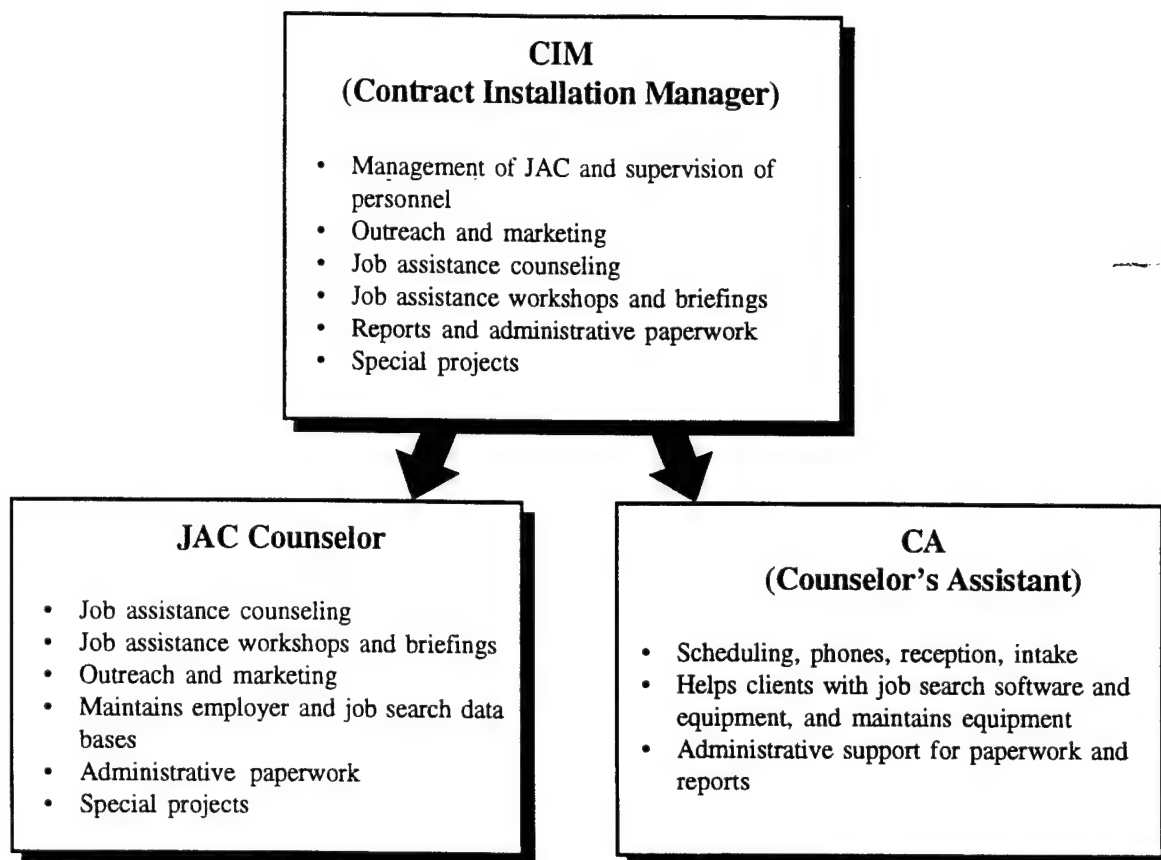 CIM
(Contract Installation Manager)
• Management of JAC and supervision of
personnel
• Outreach and marketing
• Job assistance counseling
• Job assistance workshops and briefings
• Reports and administrative paperwork
• Special projects
JAC Counselor
• Job assistance counseling
• Job assistance workshops and briefings
• Outreach and marketing
• Maintains employer and job search data
bases
• Administrative paperwork
• Special projects
CA
(Counselor's Assistant)
• Scheduling, phones, reception, intake
• Helps clients with job search software and
equipment, and maintains equipment
• Administrative support for paperwork and
reports